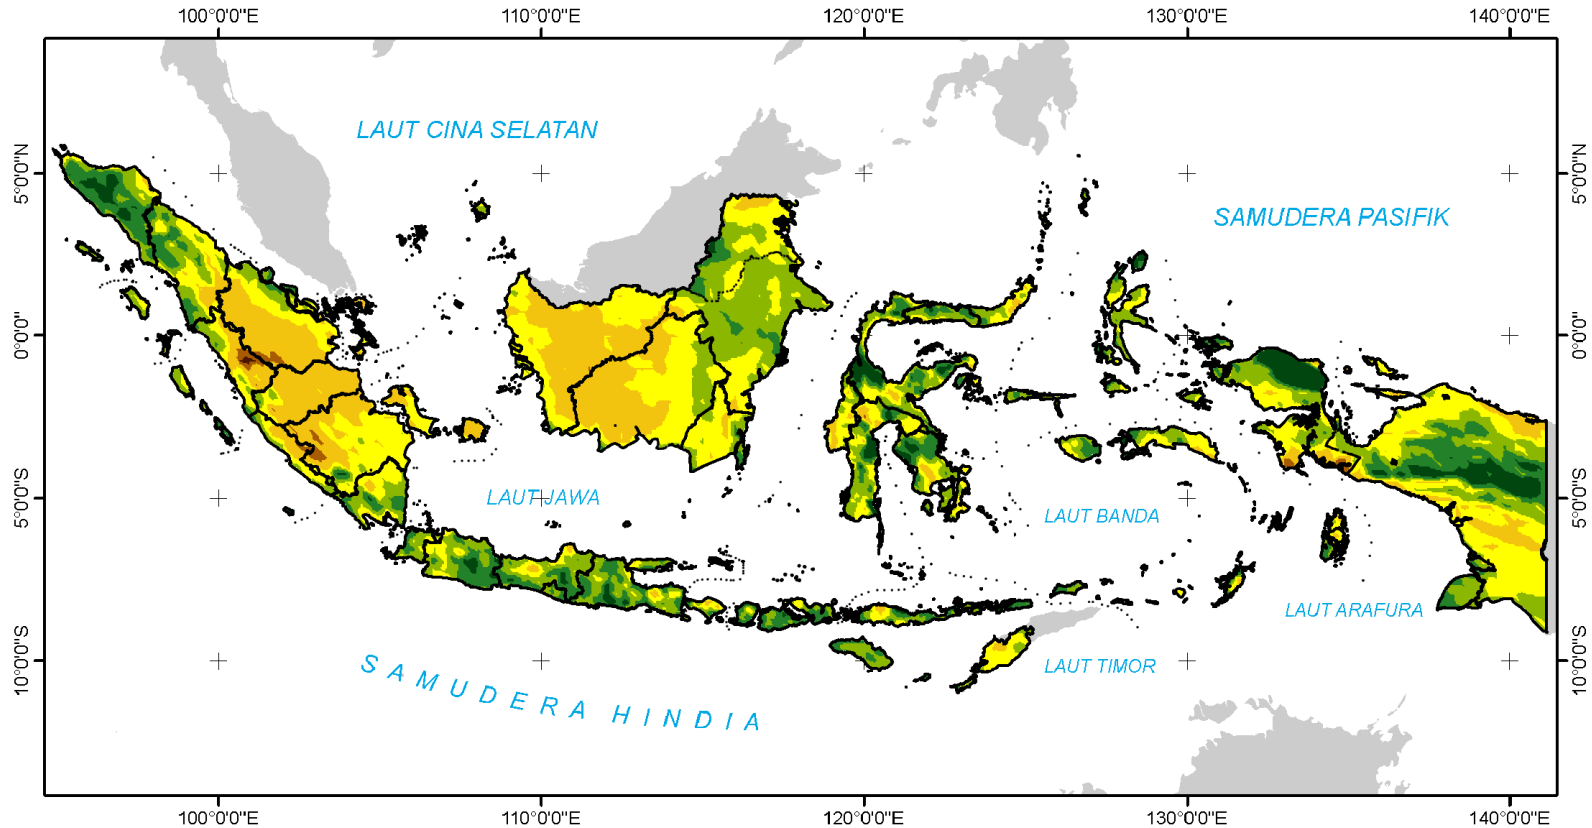 100°0'0"E 110°0'0"E 120°0'0"E 130°0'0"E 140°0'0"E
LAUT CINA SELATAN
5°0'0"N 5°0'0"N
SAMUDERA PASIFIK
0°0'0" 0°0'0"
LAUT JAWA
5°0'0"S 5°0'0"S
LAUT BANDA
LAUT ARAFURA
10°0'0"S 10°0'0"S
LAUT TIMOR
SAMUDERA HINDIA
100°0'0"E 110°0'0"E 120°0'0"E 130°0'0"E 140°0'0"E